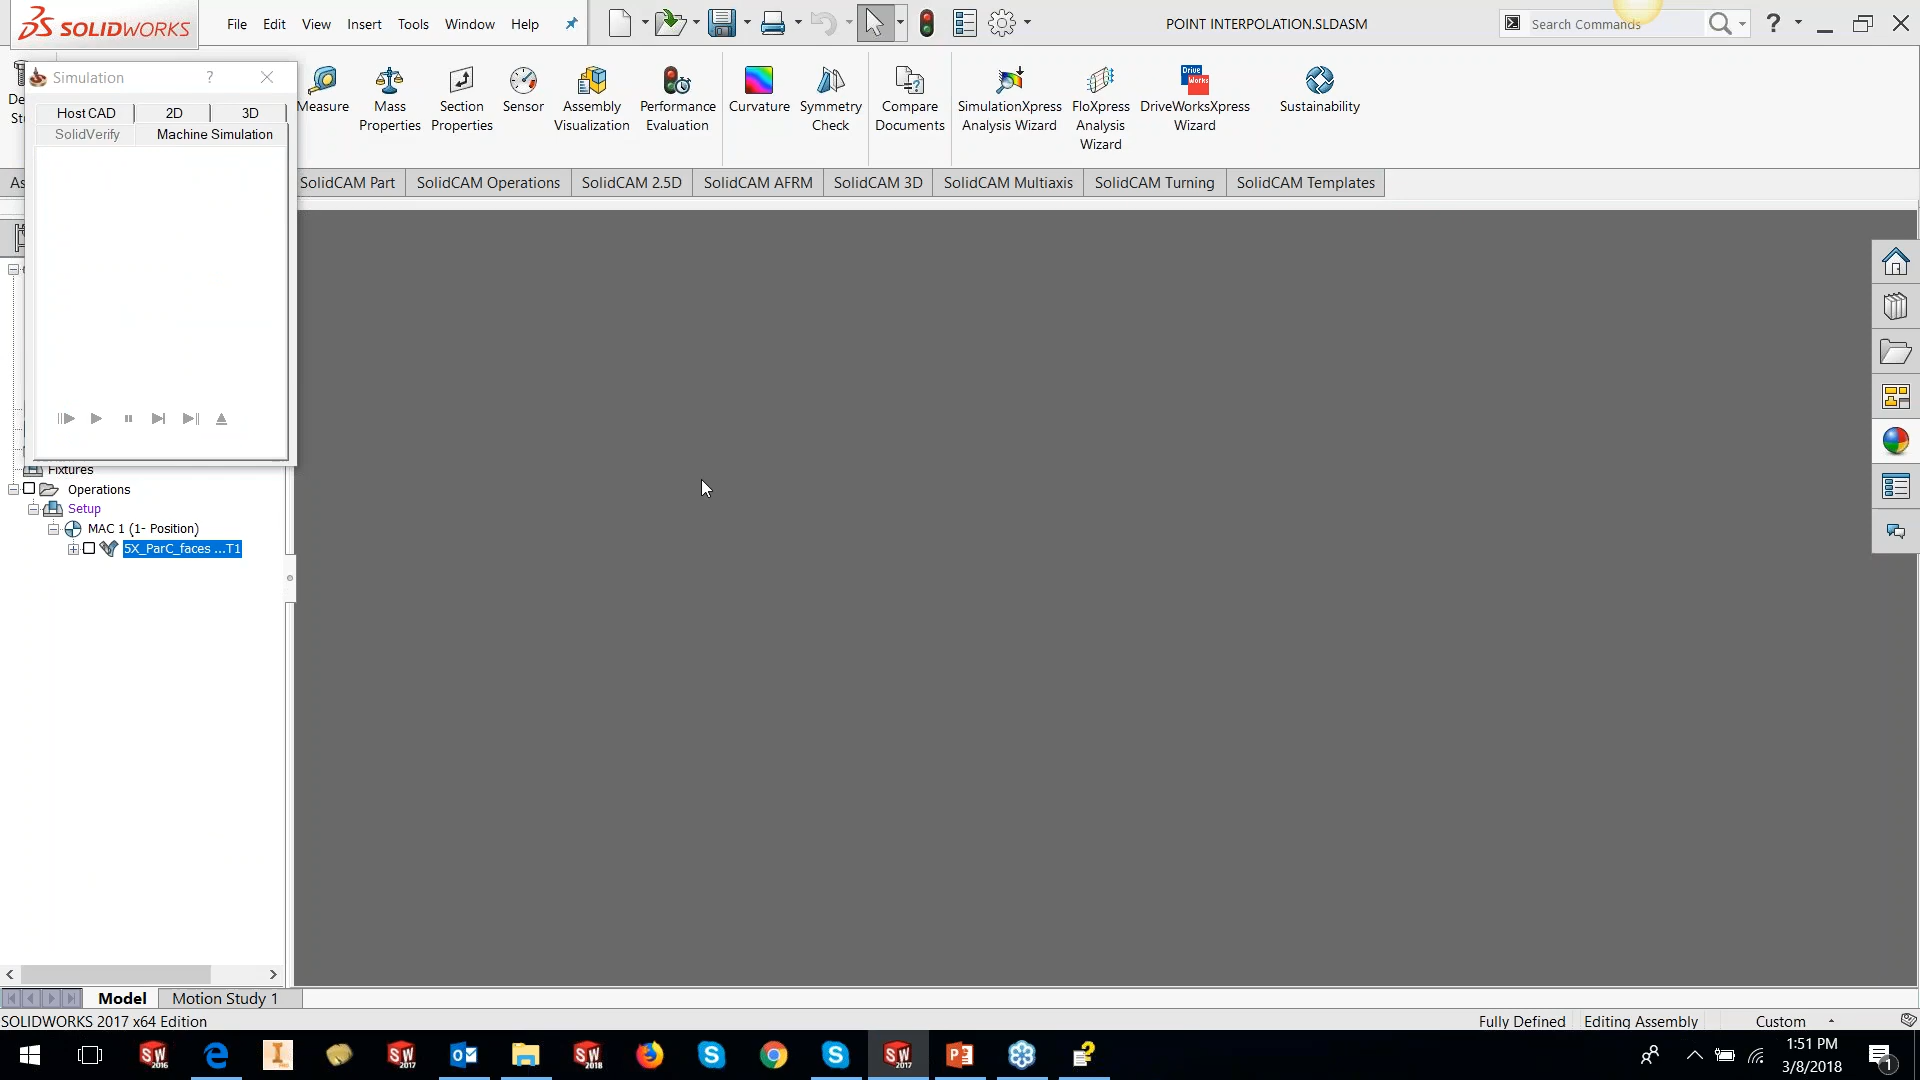 SOLIDWORKS File Edit View Insert Tools Window Help POINT INTERPOLATION.SLDASM Search Commands ?
Simulation ?
HostCAD 2D 3D
SolidVerify Machine Simulation
Measure
Mass Properties
Section Properties
Sensor
Assembly Visualization
Performance Evaluation
Curvature
Symmetry Check
Compare Documents
SimulationXpress Analysis Wizard
FloXpress Analysis Wizard
DriveWorksXpress Wizard
Sustainability
SolidCAM Part SolidCAM Operations SolidCAM 2.5D SolidCAM AFRM SolidCAM 3D SolidCAM Multiaxis SolidCAM Turning SolidCAM Templates
Fixtures
Operations
Setup
MAC 1 (1- Position)
5X_ParC_faces ...T1
Model Motion Study 1
SOLIDWORKS 2017 x64 Edition Fully Defined Editing Assembly Custom
1:51 PM
3/8/2018
1